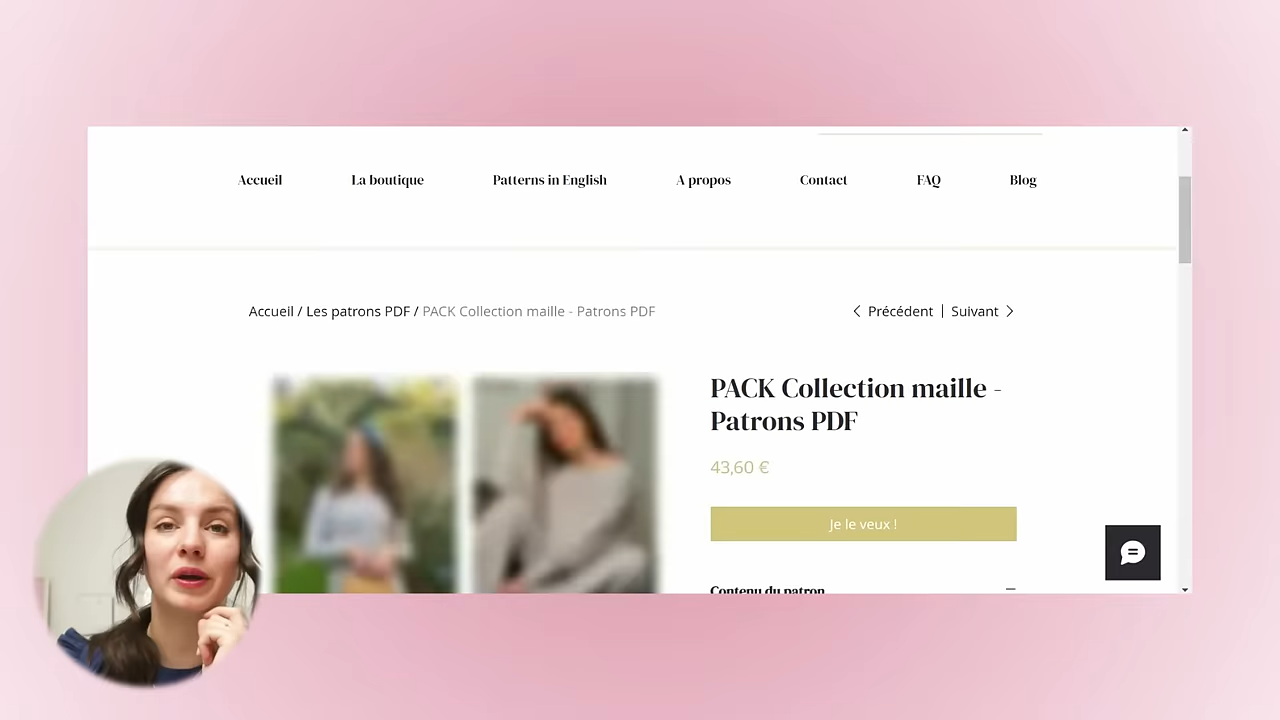 Accueil La boutique Patterns in English A propos Contact FAQ Blog
Accueil / Les patrons PDF / PACK Collection maille - Patrons PDF
Précédent | Suivant
PACK Collection maille -
Patrons PDF
43,60 €
Je le veux !
Contenu du patron